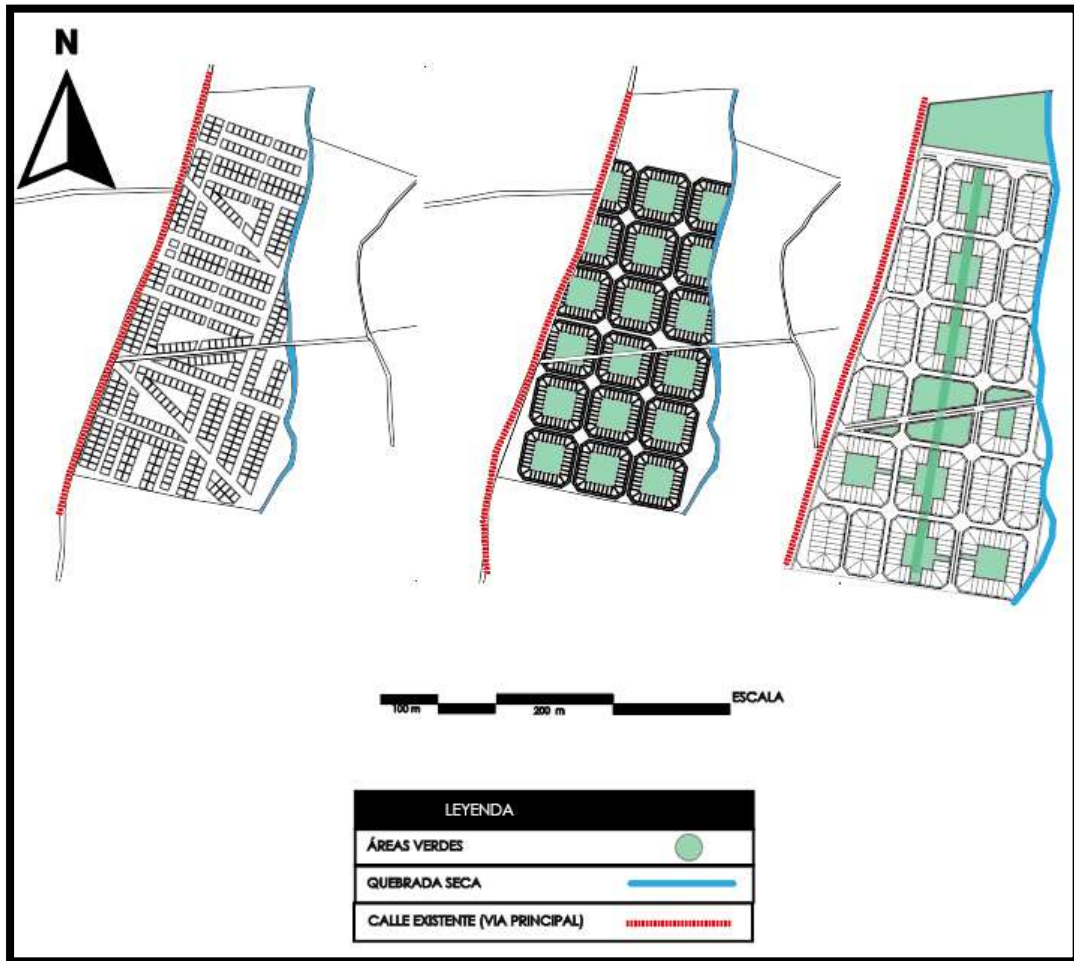 N
ESCALA
100 m
200 m
LEYENDA
ÁREAS VERDES
QUEBRADA SECA
CALLE EXISTENTE (VIA PRINCIPAL)